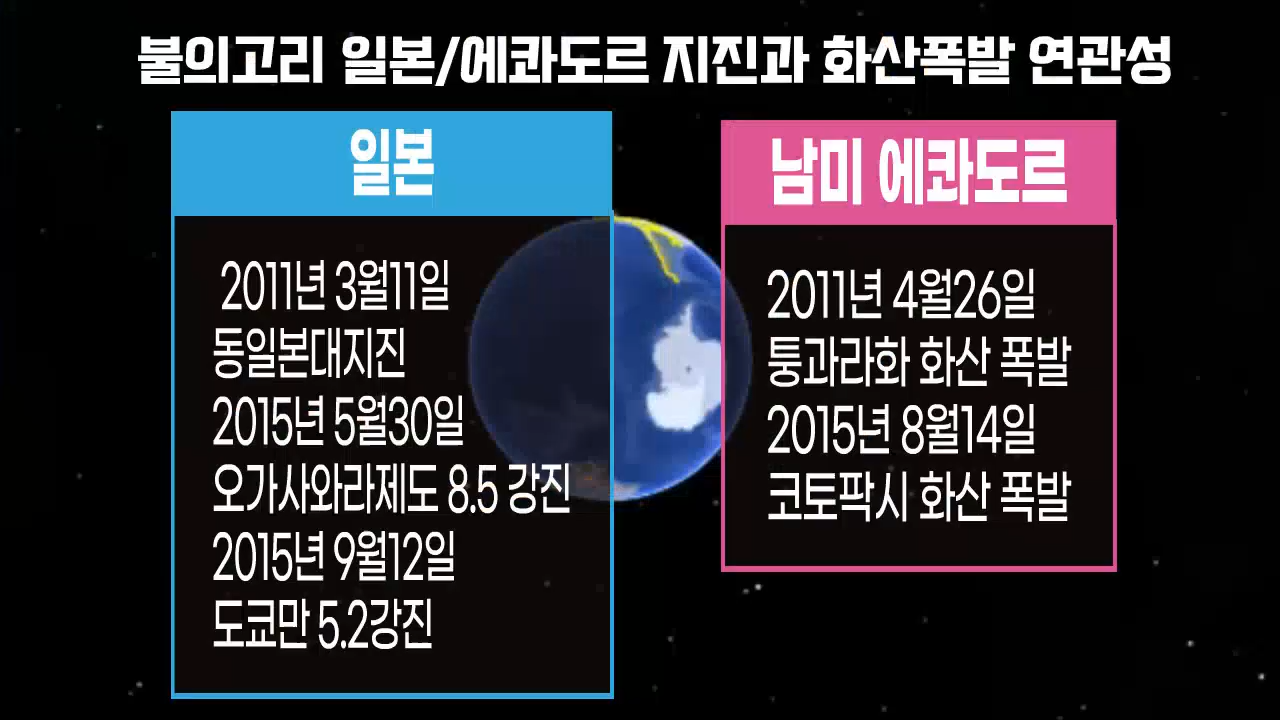 불의고리 일본/에콰도르 지진과 화산폭발 연관성
일본
2011년 3월11일
동일본대지진
2015년 5월30일
오가사와라제도 8.5 강진
2015년 9월12일
도쿄만 5.2강진
남미 에콰도르
2011년 4월26일
퉁과라화 화산 폭발
2015년 8월14일
코토팍시 화산 폭발